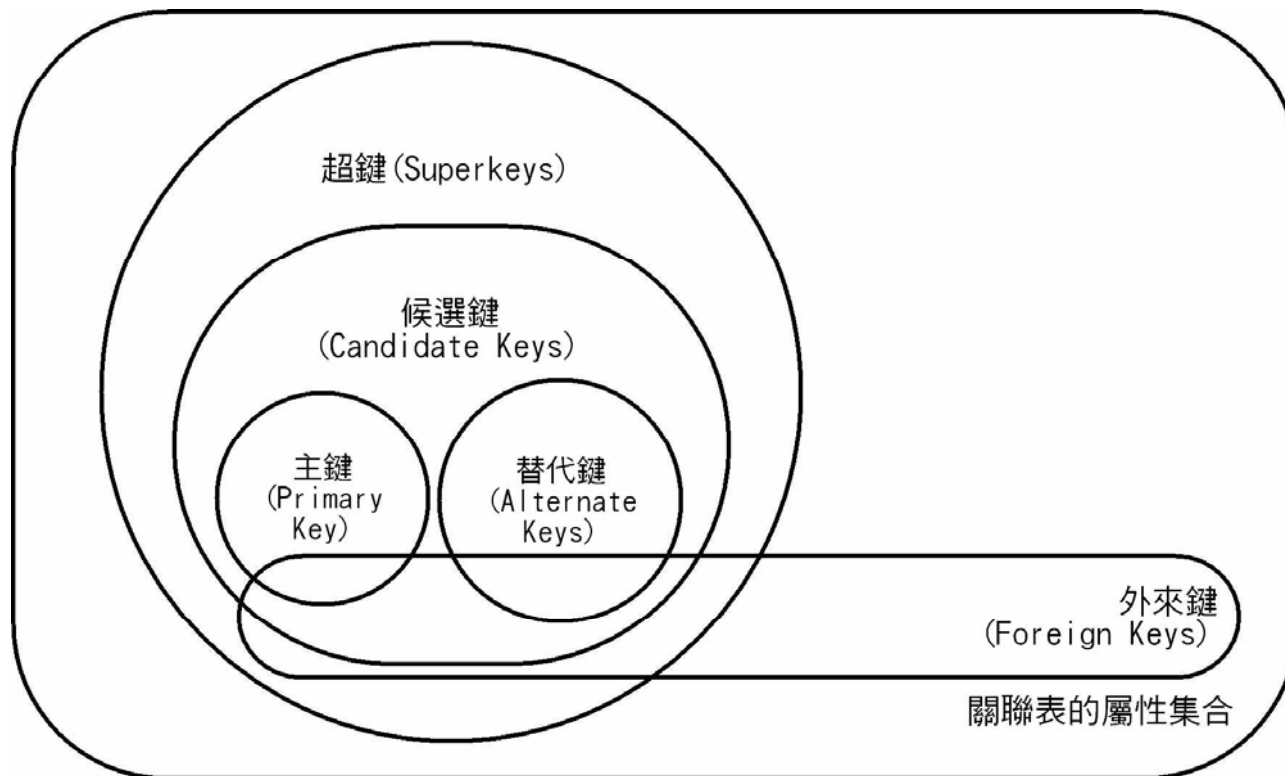 超鍵(Superkeys)
候選鍵
(Candidate Keys)
主鍵
(Primary
Key)
替代鍵
(Alternate
Keys)
外來鍵
(Foreign Keys)
關聯表的屬性集合